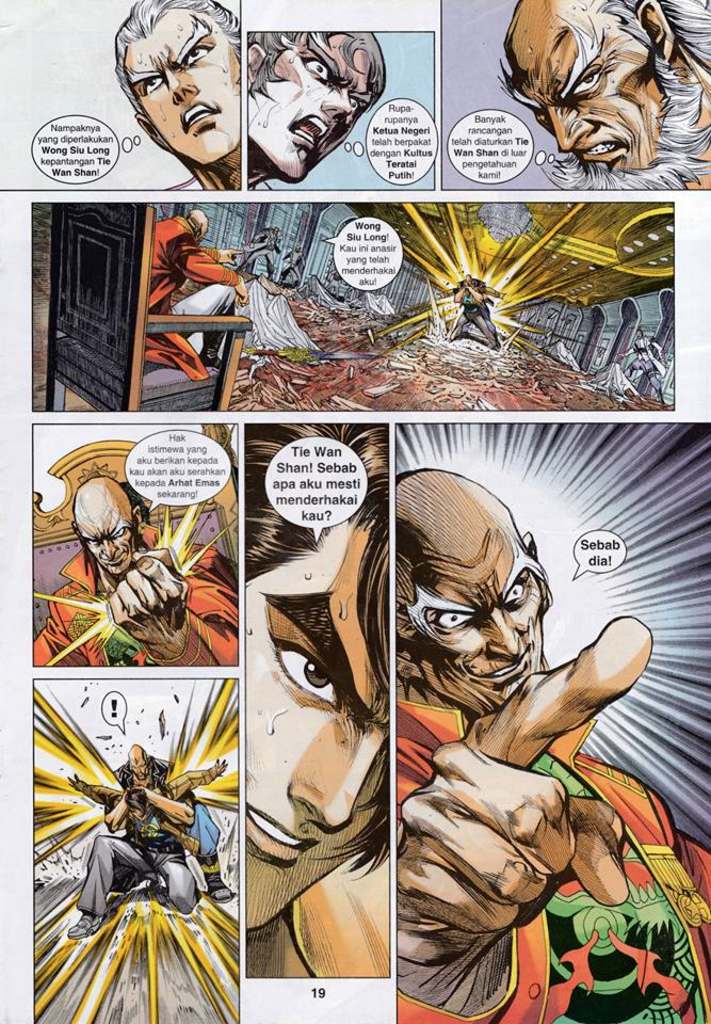 Nampaknya
yang diperlakukan
Wong Siu Long
kepantangan Tie
Wan Shan!
Rupa-
rupanya
Ketua Negeri
telah berpakat
dengan Kultus
Teratai
Putih!
Banyak
rancangan
telah diaturkan Tie
Wan Shan di luar
pengetahuan
kami!
Wong
Siu Long!
Kau ini anasir
yang telah
menderhakai
aku!
Hak
istimewa yang
aku berikan kepada
kau akan aku serahkan
kepada Arhat Emas
sekarang!
Tie Wan
Shan! Sebab
apa aku mesti
menderhakai
kau?
Sebab
dia!
!
19